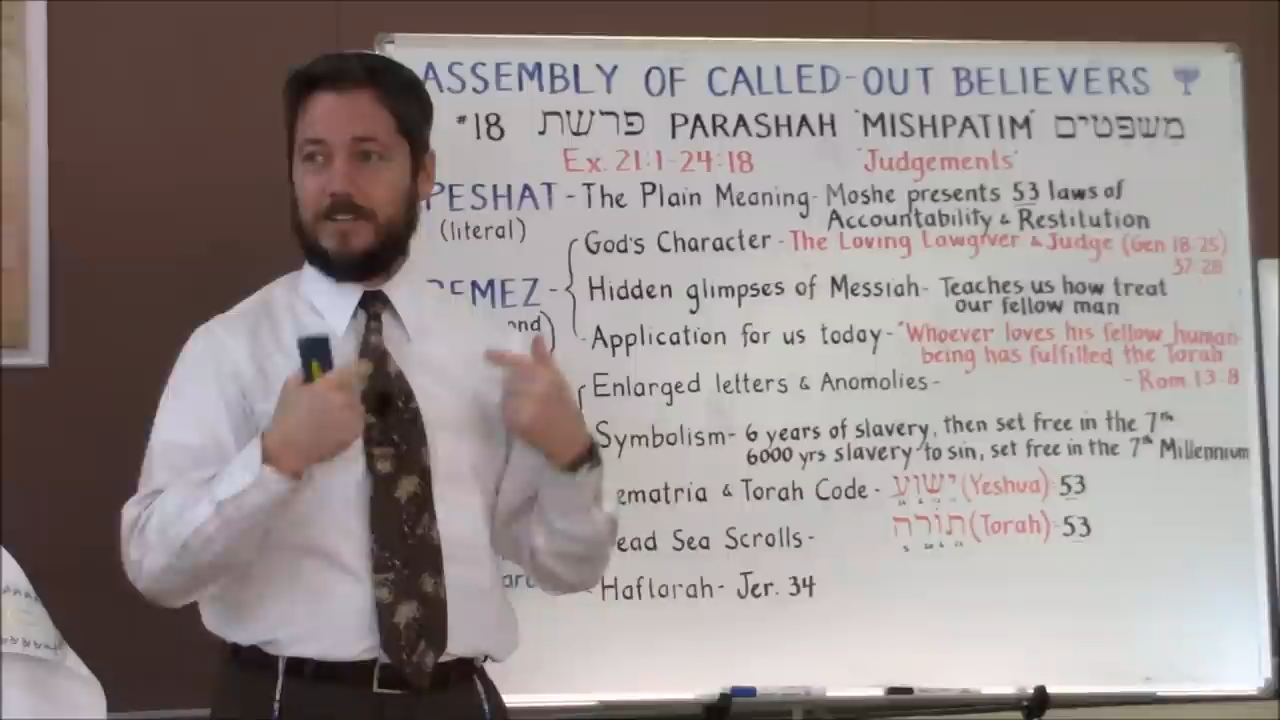 ASSEMBLY OF CALLED-OUT BELIEVERS
#18 פרשת PARASHAH 'MISHPATIM' משפטים
Ex. 21:1-24:18 'Judgements'
PESHAT - The Plain Meaning- Moshe presents 53 laws of
(literal) Accountability & Restitution
God's Character - The Loving Lawgiver & Judge (Gen 18:25)
37:28
REMEZ - Hidden glimpses of Messiah- Teaches us how treat
our fellow man
Application for us today- "Whoever loves his fellow human
being has fulfilled the Torah
Enlarged letters & Anomolies- - Rom. 13:8
Symbolism- 6 years of slavery, then set free in the 7th
6000 yrs slavery to sin, set free in the 7th Millennium
ematria & Torah Code - ישוע (Yeshua) = 53
ead Sea Scrolls- תורה (Torah) = 53
Haftorah- Jer. 34